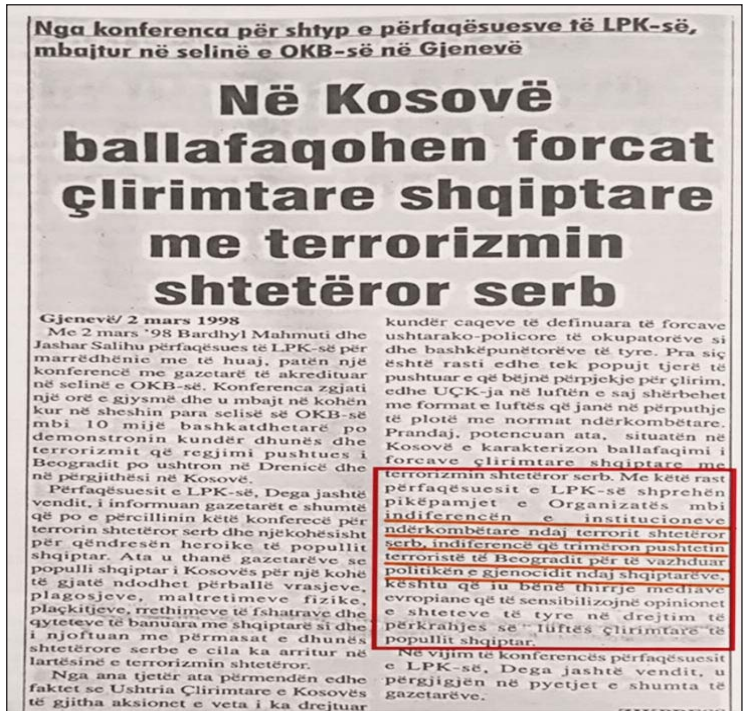 Nga konferenca për shtyp e përfaqësuesve të LPK-së,
mbajtur në selinë e OKB-së në Gjenevë
Në Kosovë
ballafaqohen forcat
çlirimtare shqiptare
me terrorizmin
shtetëror serb
Gjenevë/ 2 mars 1998
Me 2 mars '98 Bardhyl Mahmuti dhe
Jashar Salihu përfaqësues të LPK-së për
marrëdhënie me të huaj, patën një
konferencë me gazetarë të akredituar
në selinë e OKB-së. Konferenca zgjati
një orë e gjysmë dhe u mbajt në kohën
kur në sheshin para selisë së OKB-së
mbi 10 mijë bashkatdhetarë po
demonstronin kundër dhunës dhe
terrorizmit që regjimi pushtues i
Beogradit po ushtron në Drenicë dhe
në përgjithësi në Kosovë.
Përfaqësuesit e LPK-së, Dega jashtë
vendit, i informuan gazetarët e shumtë
që po e përcillinin këtë konferecë për
terrorin shtetëror serb dhe njëkohësisht
për qëndresën heroike të popullit
shqiptar. Ata u thanë gazetarëve se
populli shqiptar i Kosovës për një kohë
të gjatë ndodhet përballë vrasjeve,
plagosjeve, maltretimeve fizike,
plaçkitjeve, rrethimeve të fshatrave dhe
qyteteve të banuara me shqiptarë si dhe
i njoftuan me përmasat e dhunës
shtetërore serbe e cila ka arritur në
lartësinë e terrorizmin shtetëror.
Nga ana tjetër ata përmendën edhe
faktet se Ushtria Çlirimtare e Kosovës
të gjitha aksionet e veta i ka drejtuar
kundër caqeve të definuara të forcave
ushtarako-policore të okupatorëve si
dhe bashkëpunëtorëve të tyre. Pra siç
është rasti edhe tek popujt tjerë të
pushtuar e që bëjnë përpjekje për çlirim,
edhe UÇK-ja në luftën e saj shërbehet
me format e luftës që janë në përputhje
të plotë me normat ndërkombëtare.
Prandaj, potencuan ata, situatën në
Kosovë e karakterizon ballafaqimi i
forcave çlirimtare shqiptare me
terrorizmin shtetëror serb. Me këtë rast
përfaqësuesit e LPK-së shprehën
pikëpamjet e Organizatës mbi
indiferencën e institucioneve
ndërkombëtare ndaj terrorit shtetëror
serb, indiferencë që trimëron pushtetin
terroristë të Beogradit për të vazhduar
politikën e gjenocidit ndaj shqiptarëve,
kështu që iu bënë thirrje mediave
evropiane që të sensibilizojnë opinionet
e shteteve të tyre në drejtim të
përkrahjes së luftës çlirimtare të
popullit shqiptar.
Në vijim të konferencës përfaqësuesit
e LPK-së, Dega jashtë vendit, u
përgjigjën në pyetjet e shumta të
gazetarëve.